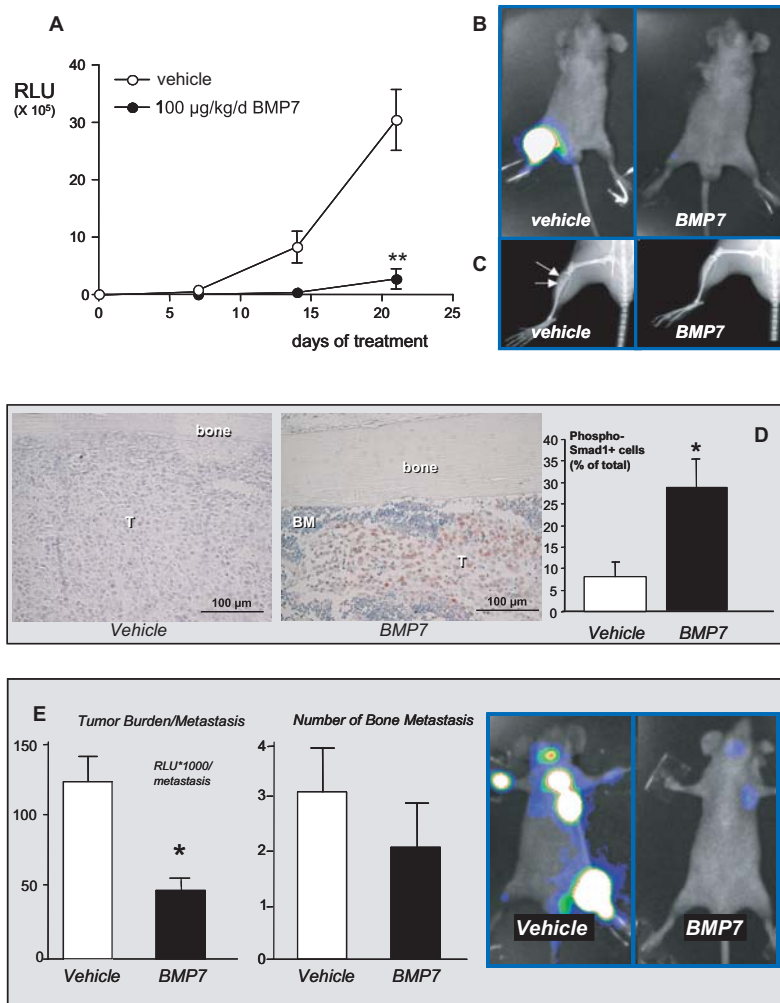 A
RLU
(X 10⁵)
40
30
20
10
0
vehicle
100 µg/kg/d BMP7
**
0 5 10 15 20 25
days of treatment
B
vehicle BMP7
C
vehicle BMP7
bone
T
100 µm
Vehicle
bone
BM
T
100 µm
BMP7
D
Phospho-
Smad1+ cells
(% of total)
*
40
35
30
25
20
15
10
5
0
Vehicle BMP7
E
Tumor Burden/Metastasis
150
100
50
0
RLU*1000/
metastasis
*
Vehicle BMP7
Number of Bone Metastasis
4
3
2
1
0
Vehicle BMP7
Vehicle BMP7